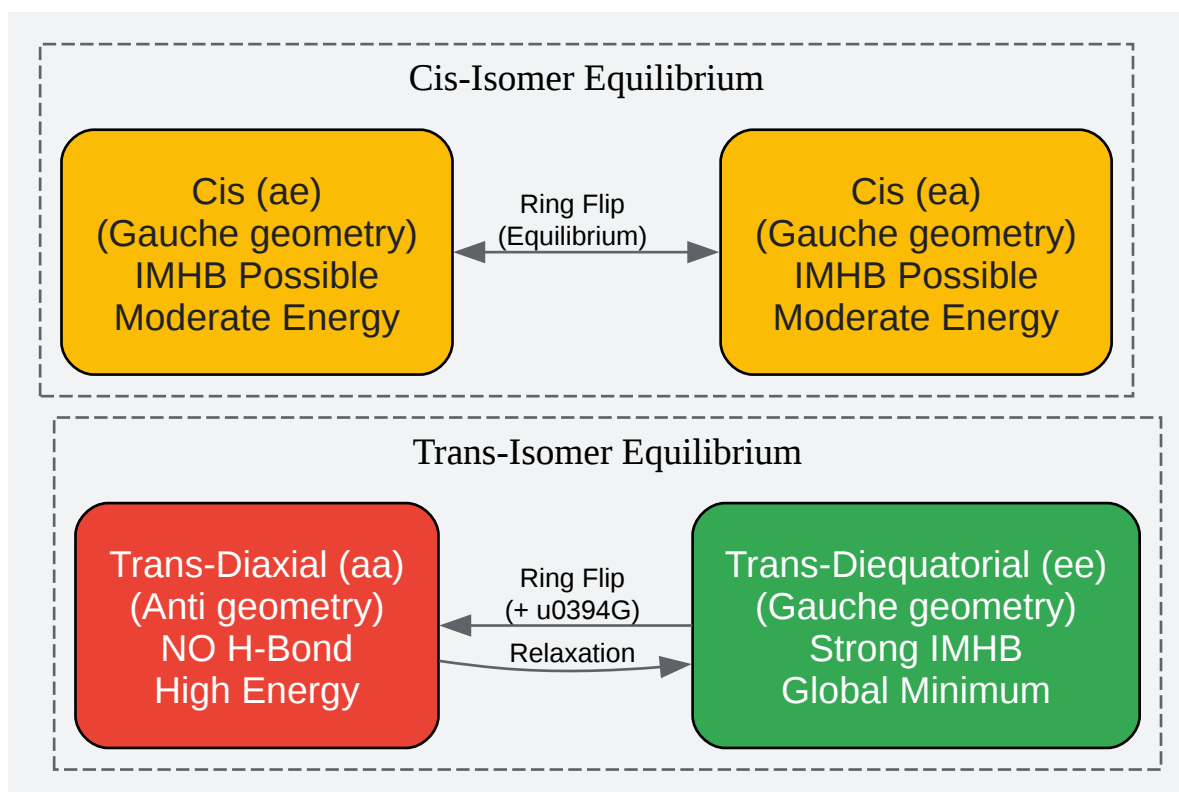 Cis-Isomer Equilibrium
Cis (ae)
(Gauche geometry)
IMHB Possible
Moderate Energy
Ring Flip
(Equilibrium)
Cis (ea)
(Gauche geometry)
IMHB Possible
Moderate Energy
Trans-Isomer Equilibrium
Trans-Diaxial (aa)
(Anti geometry)
NO H-Bond
High Energy
Ring Flip
(+ u0394G)
Relaxation
Trans-Diequatorial (ee)
(Gauche geometry)
Strong IMHB
Global Minimum